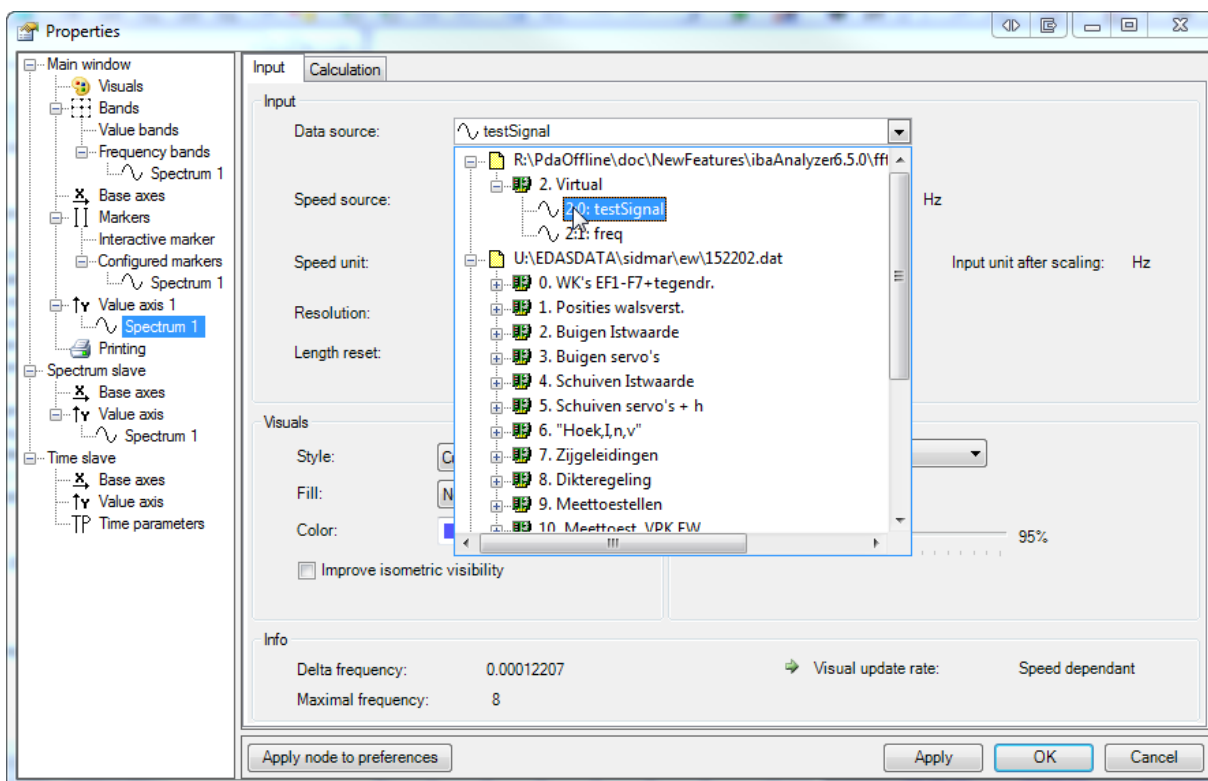 Properties
Main window
Visuals
Bands
Value bands
Frequency bands
Spectrum 1
Base axes
Markers
Interactive marker
Configured markers
Spectrum 1
Value axis 1
Spectrum 1
Printing
Spectrum slave
Base axes
Value axis
Spectrum 1
Time slave
Base axes
Value axis
TP Time parameters
Input Calculation
Input
Data source: testSignal
R:\PdaOffline\doc\NewFeatures\ibaAnalyzer6.5.0\fft
2. Virtual
Speed source: 2:0: testSignal Hz
2:1: freq
Speed unit: U:\EDASDATA\sidmar\ew\152202.dat Input unit after scaling: Hz
0. WK's EF1-F7+tegendr.
Resolution: 1. Posities walsverst.
2. Buigen Istwaarde
Length reset: 3. Buigen servo's
4. Schuiven Istwaarde
5. Schuiven servo's + h
Visuals
6. "Hoek,I,n,v"
Style: 7. Zijgeleidingen
8. Dikteregeling
Fill: N 9. Meettoestellen
Color: 10. Meettoest. VPK EW 95%
Improve isometric visibility
Info
Delta frequency: 0.00012207 Visual update rate: Speed dependant
Maximal frequency: 8
Apply node to preferences Apply OK Cancel